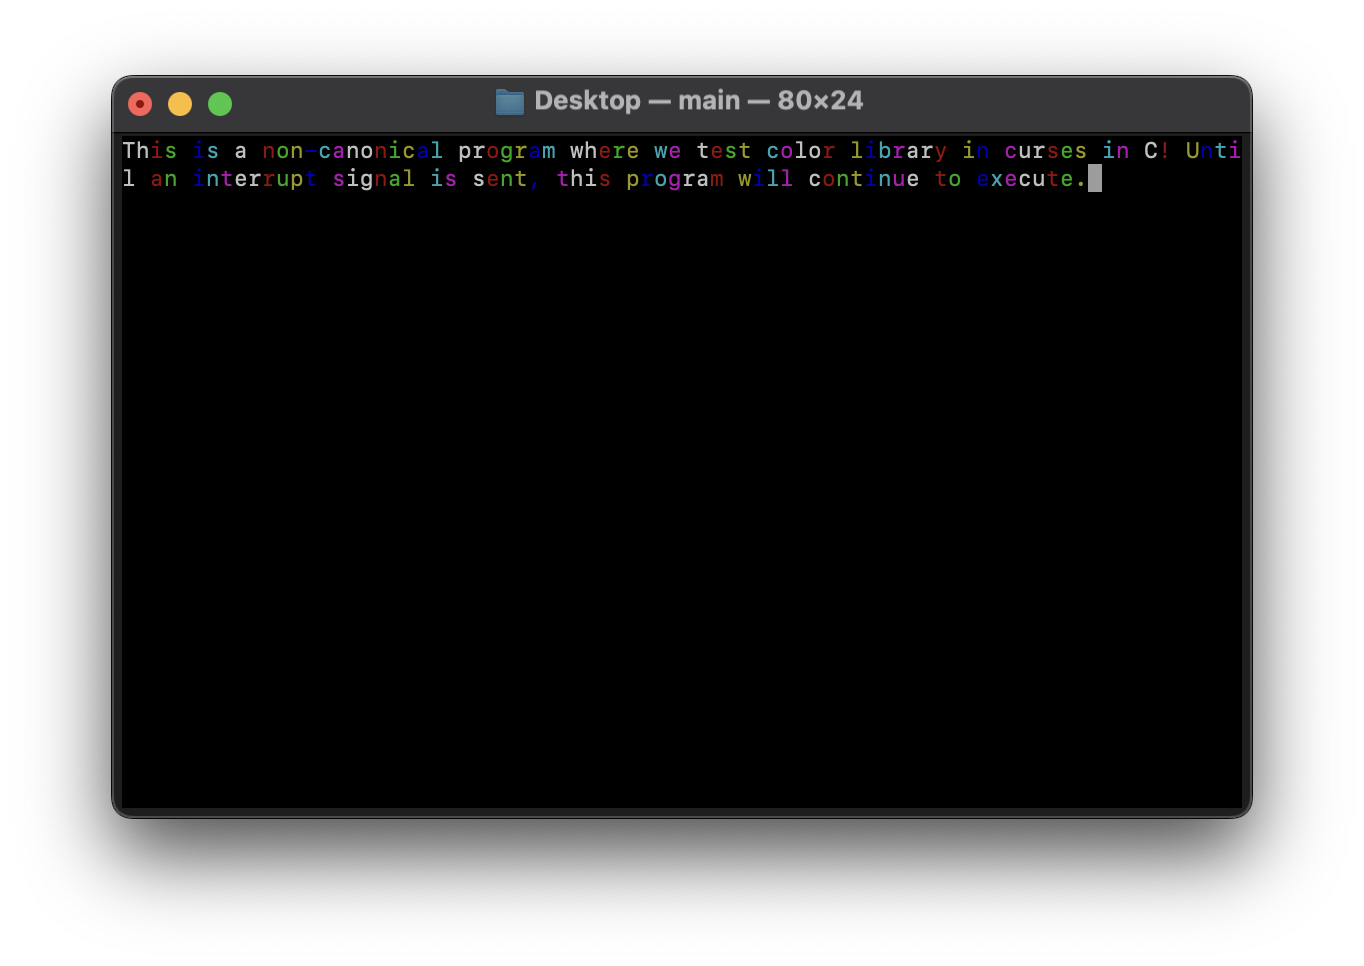 Desktop — main — 80×24
This is a non-canonical program where we test color library in curses in C! Unti
l an interrupt signal is sent, this program will continue to execute.